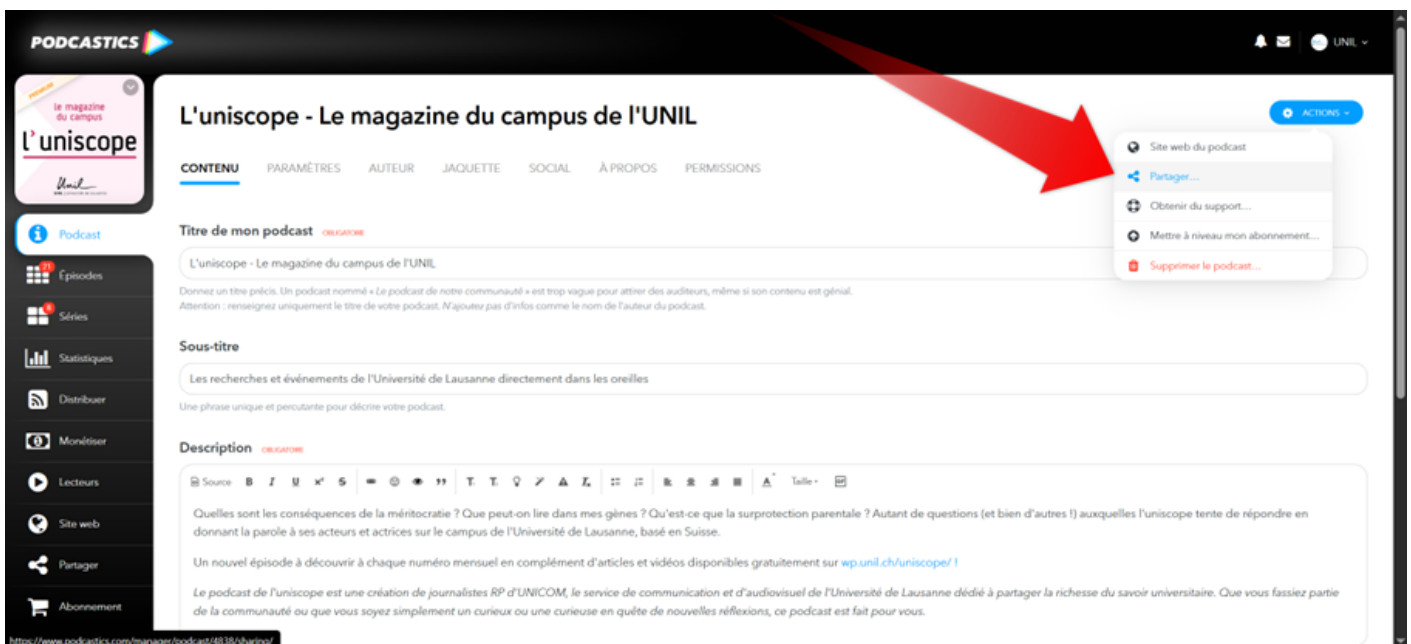 PODCASTICS
UNIL
PREMIUM
le magazine
du campus
l'uniscope
Unil
L'uniscope - Le magazine du campus de l'UNIL
ACTIONS
Site web du podcast
Partager...
Obtenir du support...
Mettre à niveau mon abonnement...
Supprimer le podcast...
CONTENU PARAMÈTRES AUTEUR JAQUETTE SOCIAL À PROPOS PERMISSIONS
Podcast
21
Épisodes
Séries
Statistiques
Distribuer
Monétiser
Lecteurs
Site web
Partager
Abonnement
Titre de mon podcast OBLIGATOIRE
L'uniscope - Le magazine du campus de l'UNIL
Donnez un titre précis. Un podcast nommé « Le podcast de notre communauté » est trop vague pour attirer des auditeurs, même si son contenu est génial.
Attention : renseignez uniquement le titre de votre podcast. N'ajoutez pas d'infos comme le nom de l'auteur du podcast.
Sous-titre
Les recherches et événements de l'Université de Lausanne directement dans les oreilles
Une phrase unique et percutante pour décrire votre podcast.
Description OBLIGATOIRE
Source B I U x² S T. T. A Tx A Taille
Quelles sont les conséquences de la méritocratie ? Que peut-on lire dans mes gènes ? Qu'est-ce que la surprotection parentale ? Autant de questions (et bien d'autres !) auxquelles l'uniscope tente de répondre en
donnant la parole à ses acteurs et actrices sur le campus de l'Université de Lausanne, basé en Suisse.
Un nouvel épisode à découvrir à chaque numéro mensuel en complément d'articles et vidéos disponibles gratuitement sur wp.unil.ch/uniscope/ !
Le podcast de l'uniscope est une création de journalistes RP d'UNICOM, le service de communication et d'audiovisuel de l'Université de Lausanne dédié à partager la richesse du savoir universitaire. Que vous fassiez partie
de la communauté ou que vous soyez simplement un curieux ou une curieuse en quête de nouvelles réflexions, ce podcast est fait pour vous.
https://www.podcastics.com/manager/podcast/4838/sharing/